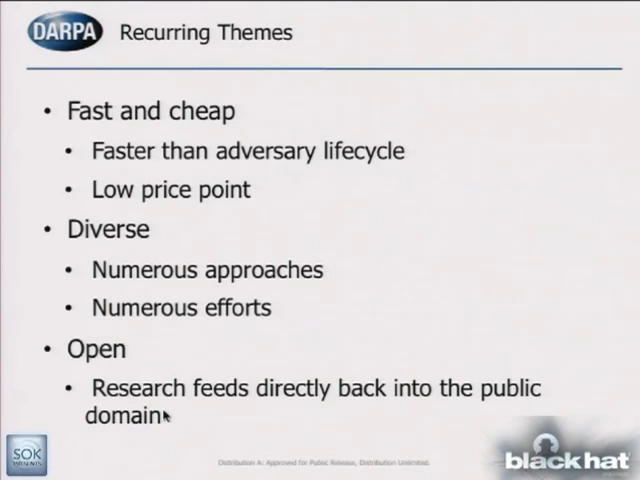 DARPA Recurring Themes
• Fast and cheap
• Faster than adversary lifecycle
• Low price point
• Diverse
• Numerous approaches
• Numerous efforts
• Open
• Research feeds directly back into the public
domain
SOK
PRESENTS
Distribution A: Approved for Public Release, Distribution Unlimited.
black hat